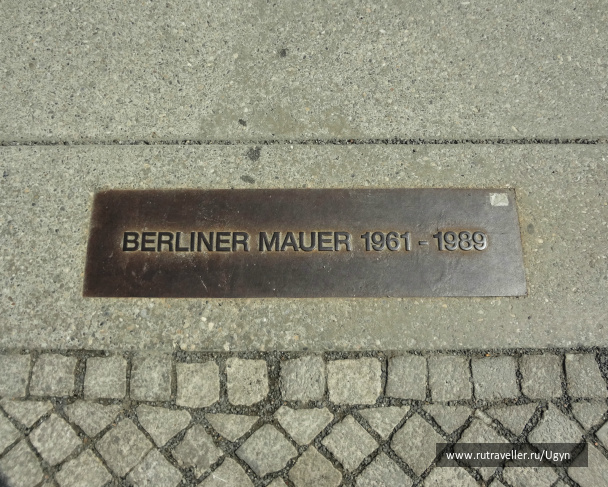 BERLINER MAUER 1961 - 1989
www.rutraveller.ru/Ugyn